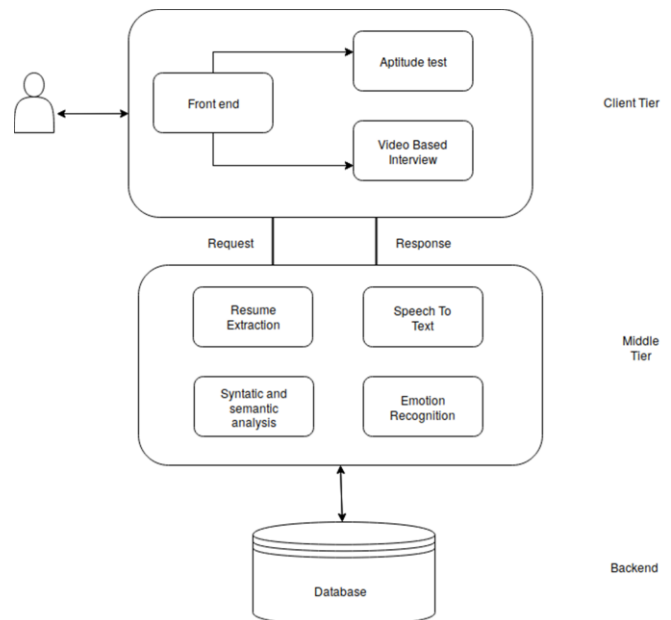 Aptitude test
Client Tier
Front end
Video Based
Interview
Request
Response
Resume
Extraction
Speech To
Text
Middle
Tier
Syntatic and
semantic
analysis
Emotion
Recognition
Backend
Database